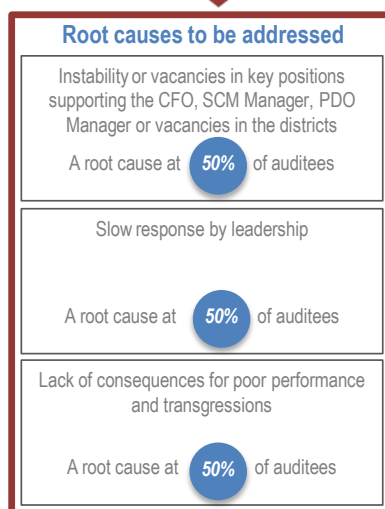 Root causes to be addressed
Instability or vacancies in key positions
supporting the CFO, SCM Manager, PDO
Manager or vacancies in the districts
A root cause at 50% of auditees
Slow response by leadership
A root cause at 50% of auditees
Lack of consequences for poor performance
and transgressions
A root cause at 50% of auditees